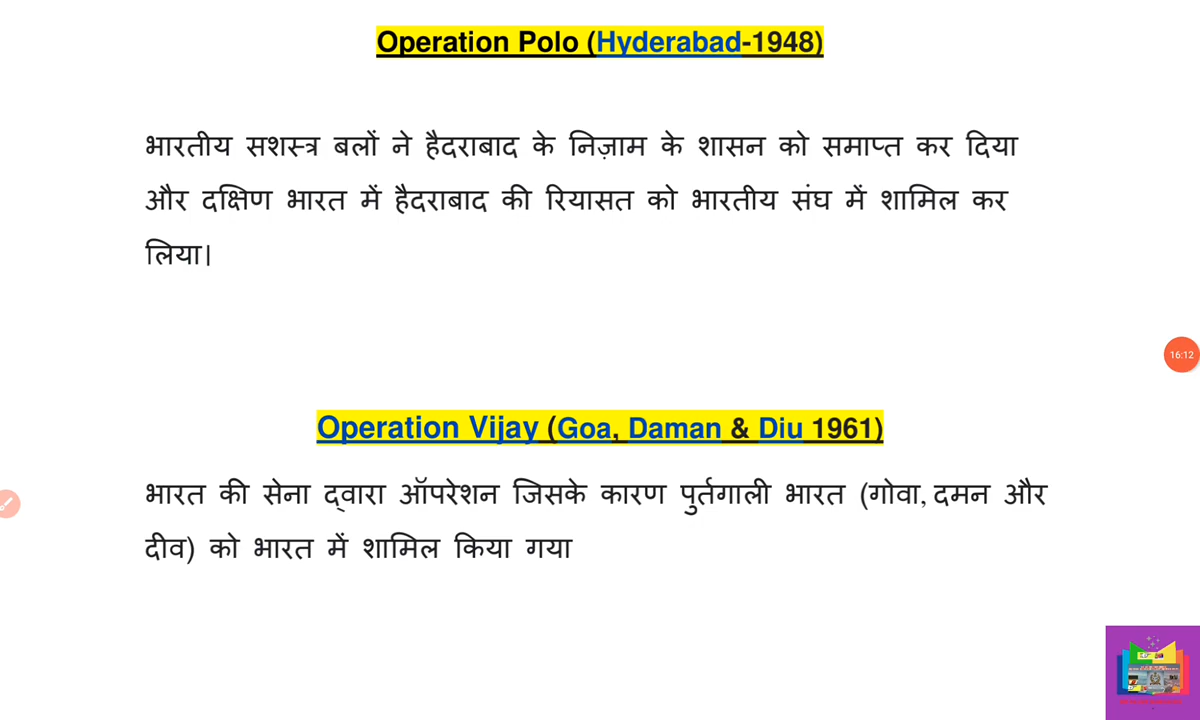 Operation Polo (Hyderabad-1948)
भारतीय सशस्त्र बलों ने हैदराबाद के निज़ाम के शासन को समाप्त कर दिया
और दक्षिण भारत में हैदराबाद की रियासत को भारतीय संघ में शामिल कर
लिया।
16:12
Operation Vijay (Goa, Daman & Diu 1961)
भारत की सेना द्वारा ऑपरेशन जिसके कारण पुर्तगाली भारत (गोवा, दमन और
दीव) को भारत में शामिल किया गया